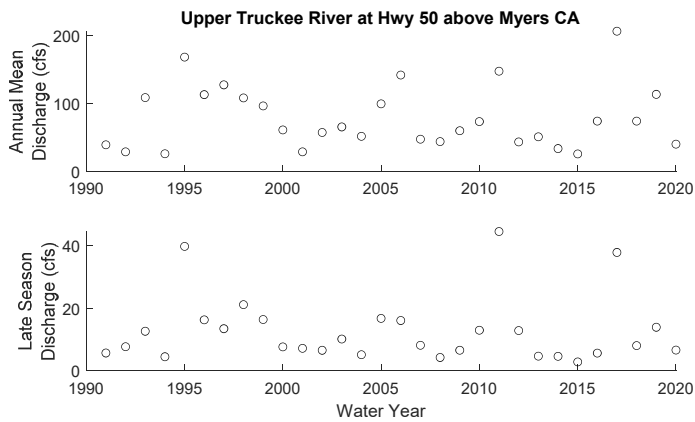 Upper Truckee River at Hwy 50 above Myers CA
Annual Mean
Discharge (cfs)
200
100
0
1990 1995 2000 2005 2010 2015 2020
Late Season
Discharge (cfs)
40
20
0
1990 1995 2000 2005 2010 2015 2020
Water Year